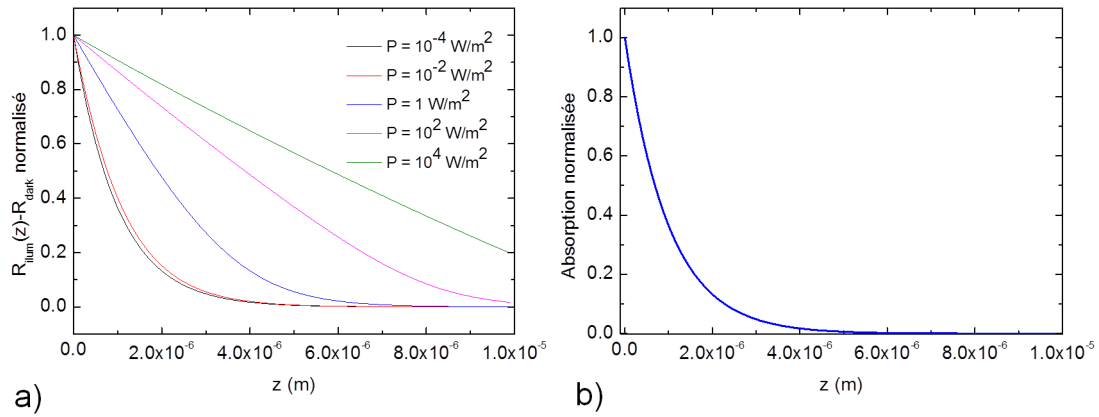 1.0
0.8
0.6
0.4
0.2
0.0
R_ilum(z)-R_dark normalisé
P = 10^-4 W/m^2
P = 10^-2 W/m^2
P = 1 W/m^2
P = 10^2 W/m^2
P = 10^4 W/m^2
0.0 2.0x10^-6 4.0x10^-6 6.0x10^-6 8.0x10^-6 1.0x10^-5
z (m)
a)
1.0
0.8
0.6
0.4
0.2
0.0
Absorption normalisée
0.0 2.0x10^-6 4.0x10^-6 6.0x10^-6 8.0x10^-6 1.0x10^-5
z (m)
b)